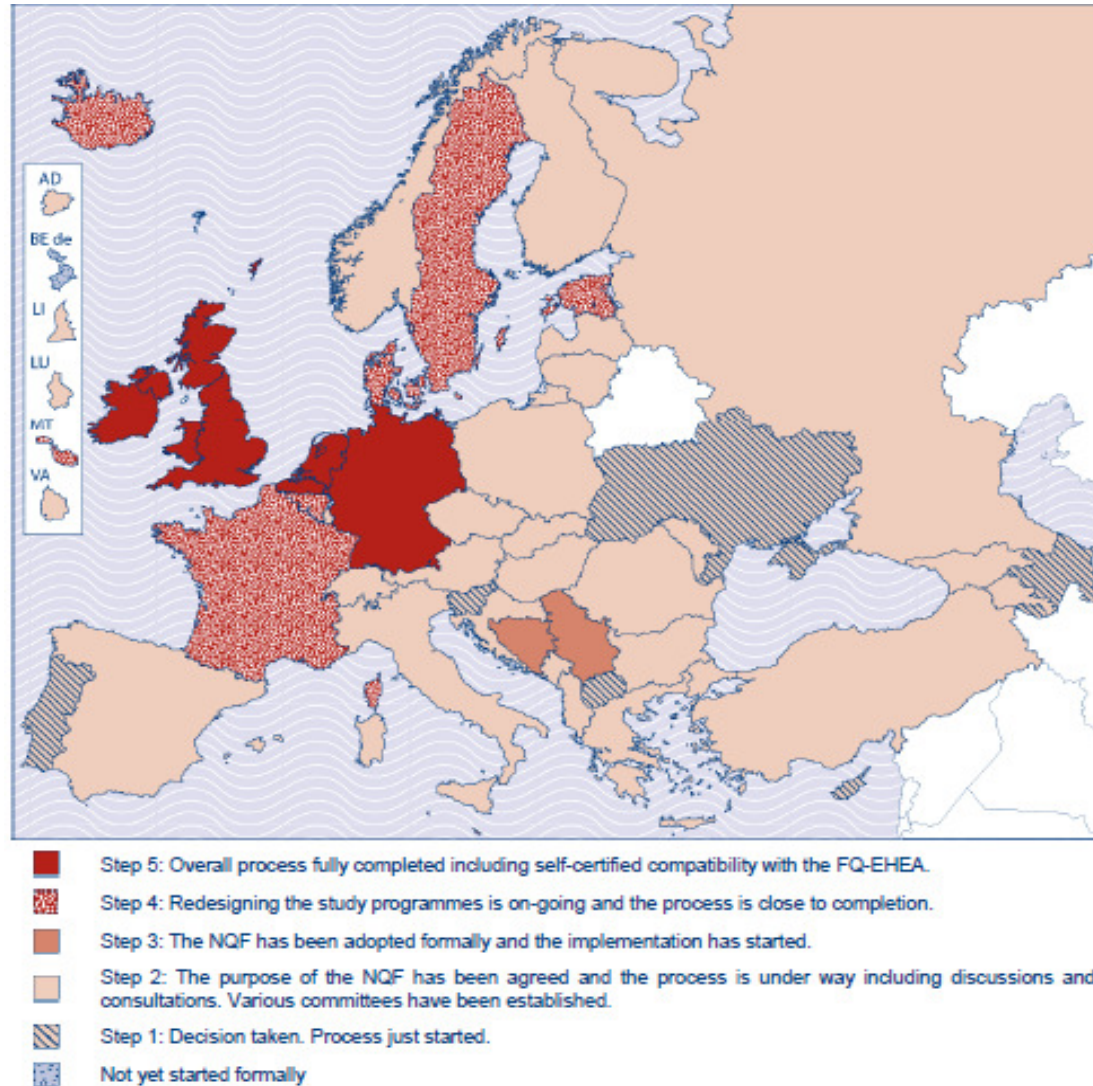 AD
BE de
LI
LU
MT
VA
Step 5: Overall process fully completed including self-certified compatibility with the FQ-EHEA.
Step 4: Redesigning the study programmes is on-going and the process is close to completion.
Step 3: The NQF has been adopted formally and the implementation has started.
Step 2: The purpose of the NQF has been agreed and the process is under way including discussions and
consultations. Various committees have been established.
Step 1: Decision taken. Process just started.
Not yet started formally